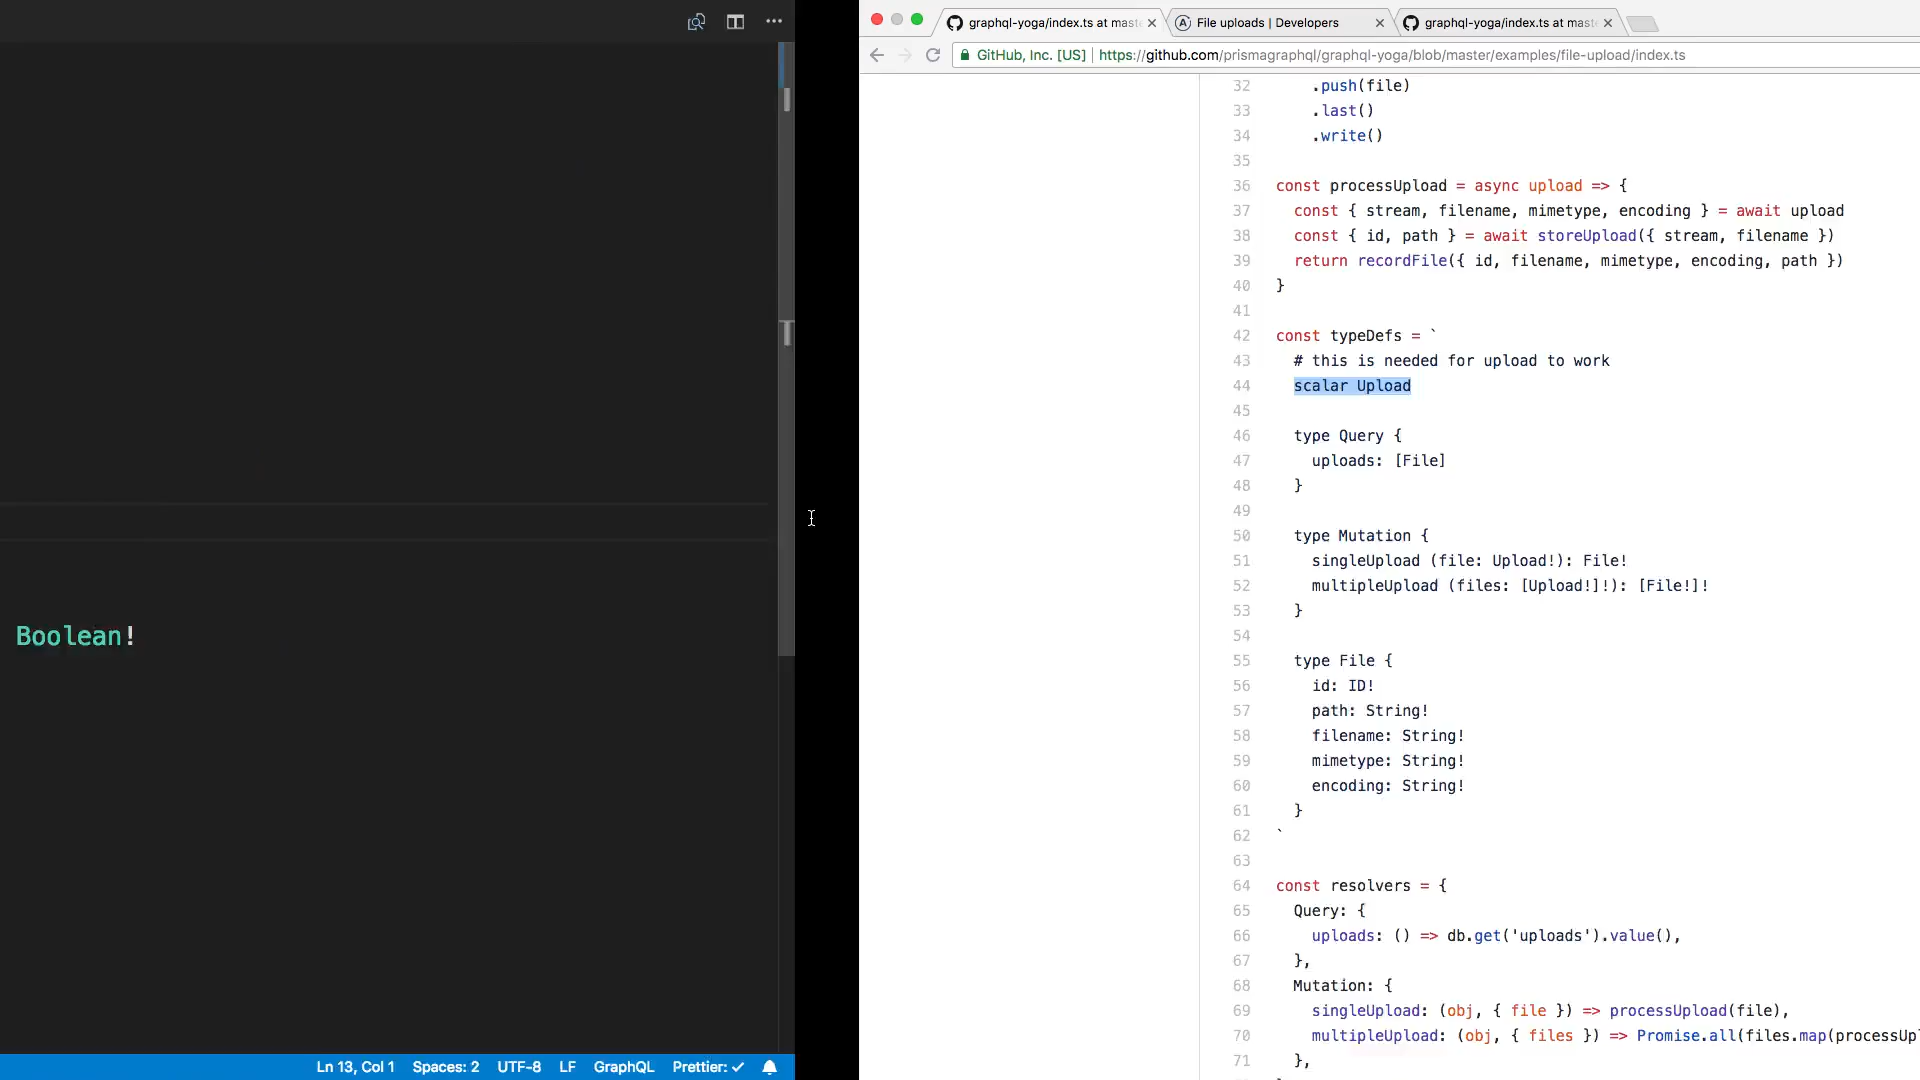 Boolean!
Ln 13, Col 1 Spaces: 2 UTF-8 LF GraphQL Prettier: ✓
graphql-yoga/index.ts at mast
File uploads | Developers
graphql-yoga/index.ts at mast
GitHub, Inc. [US] | https://github.com/prismagraphql/graphql-yoga/blob/master/examples/file-upload/index.ts
32 .push(file)
33 .last()
34 .write()
35
36 const processUpload = async upload => {
37 const { stream, filename, mimetype, encoding } = await upload
38 const { id, path } = await storeUpload({ stream, filename })
39 return recordFile({ id, filename, mimetype, encoding, path })
40 }
41
42 const typeDefs = `
43 # this is needed for upload to work
44 scalar Upload
45
46 type Query {
47 uploads: [File]
48 }
49
50 type Mutation {
51 singleUpload (file: Upload!): File!
52 multipleUpload (files: [Upload!]!): [File!]!
53 }
54
55 type File {
56 id: ID!
57 path: String!
58 filename: String!
59 mimetype: String!
60 encoding: String!
61 }
62 `
63
64 const resolvers = {
65 Query: {
66 uploads: () => db.get('uploads').value(),
67 },
68 Mutation: {
69 singleUpload: (obj, { file }) => processUpload(file),
70 multipleUpload: (obj, { files }) => Promise.all(files.map(processUp
71 },